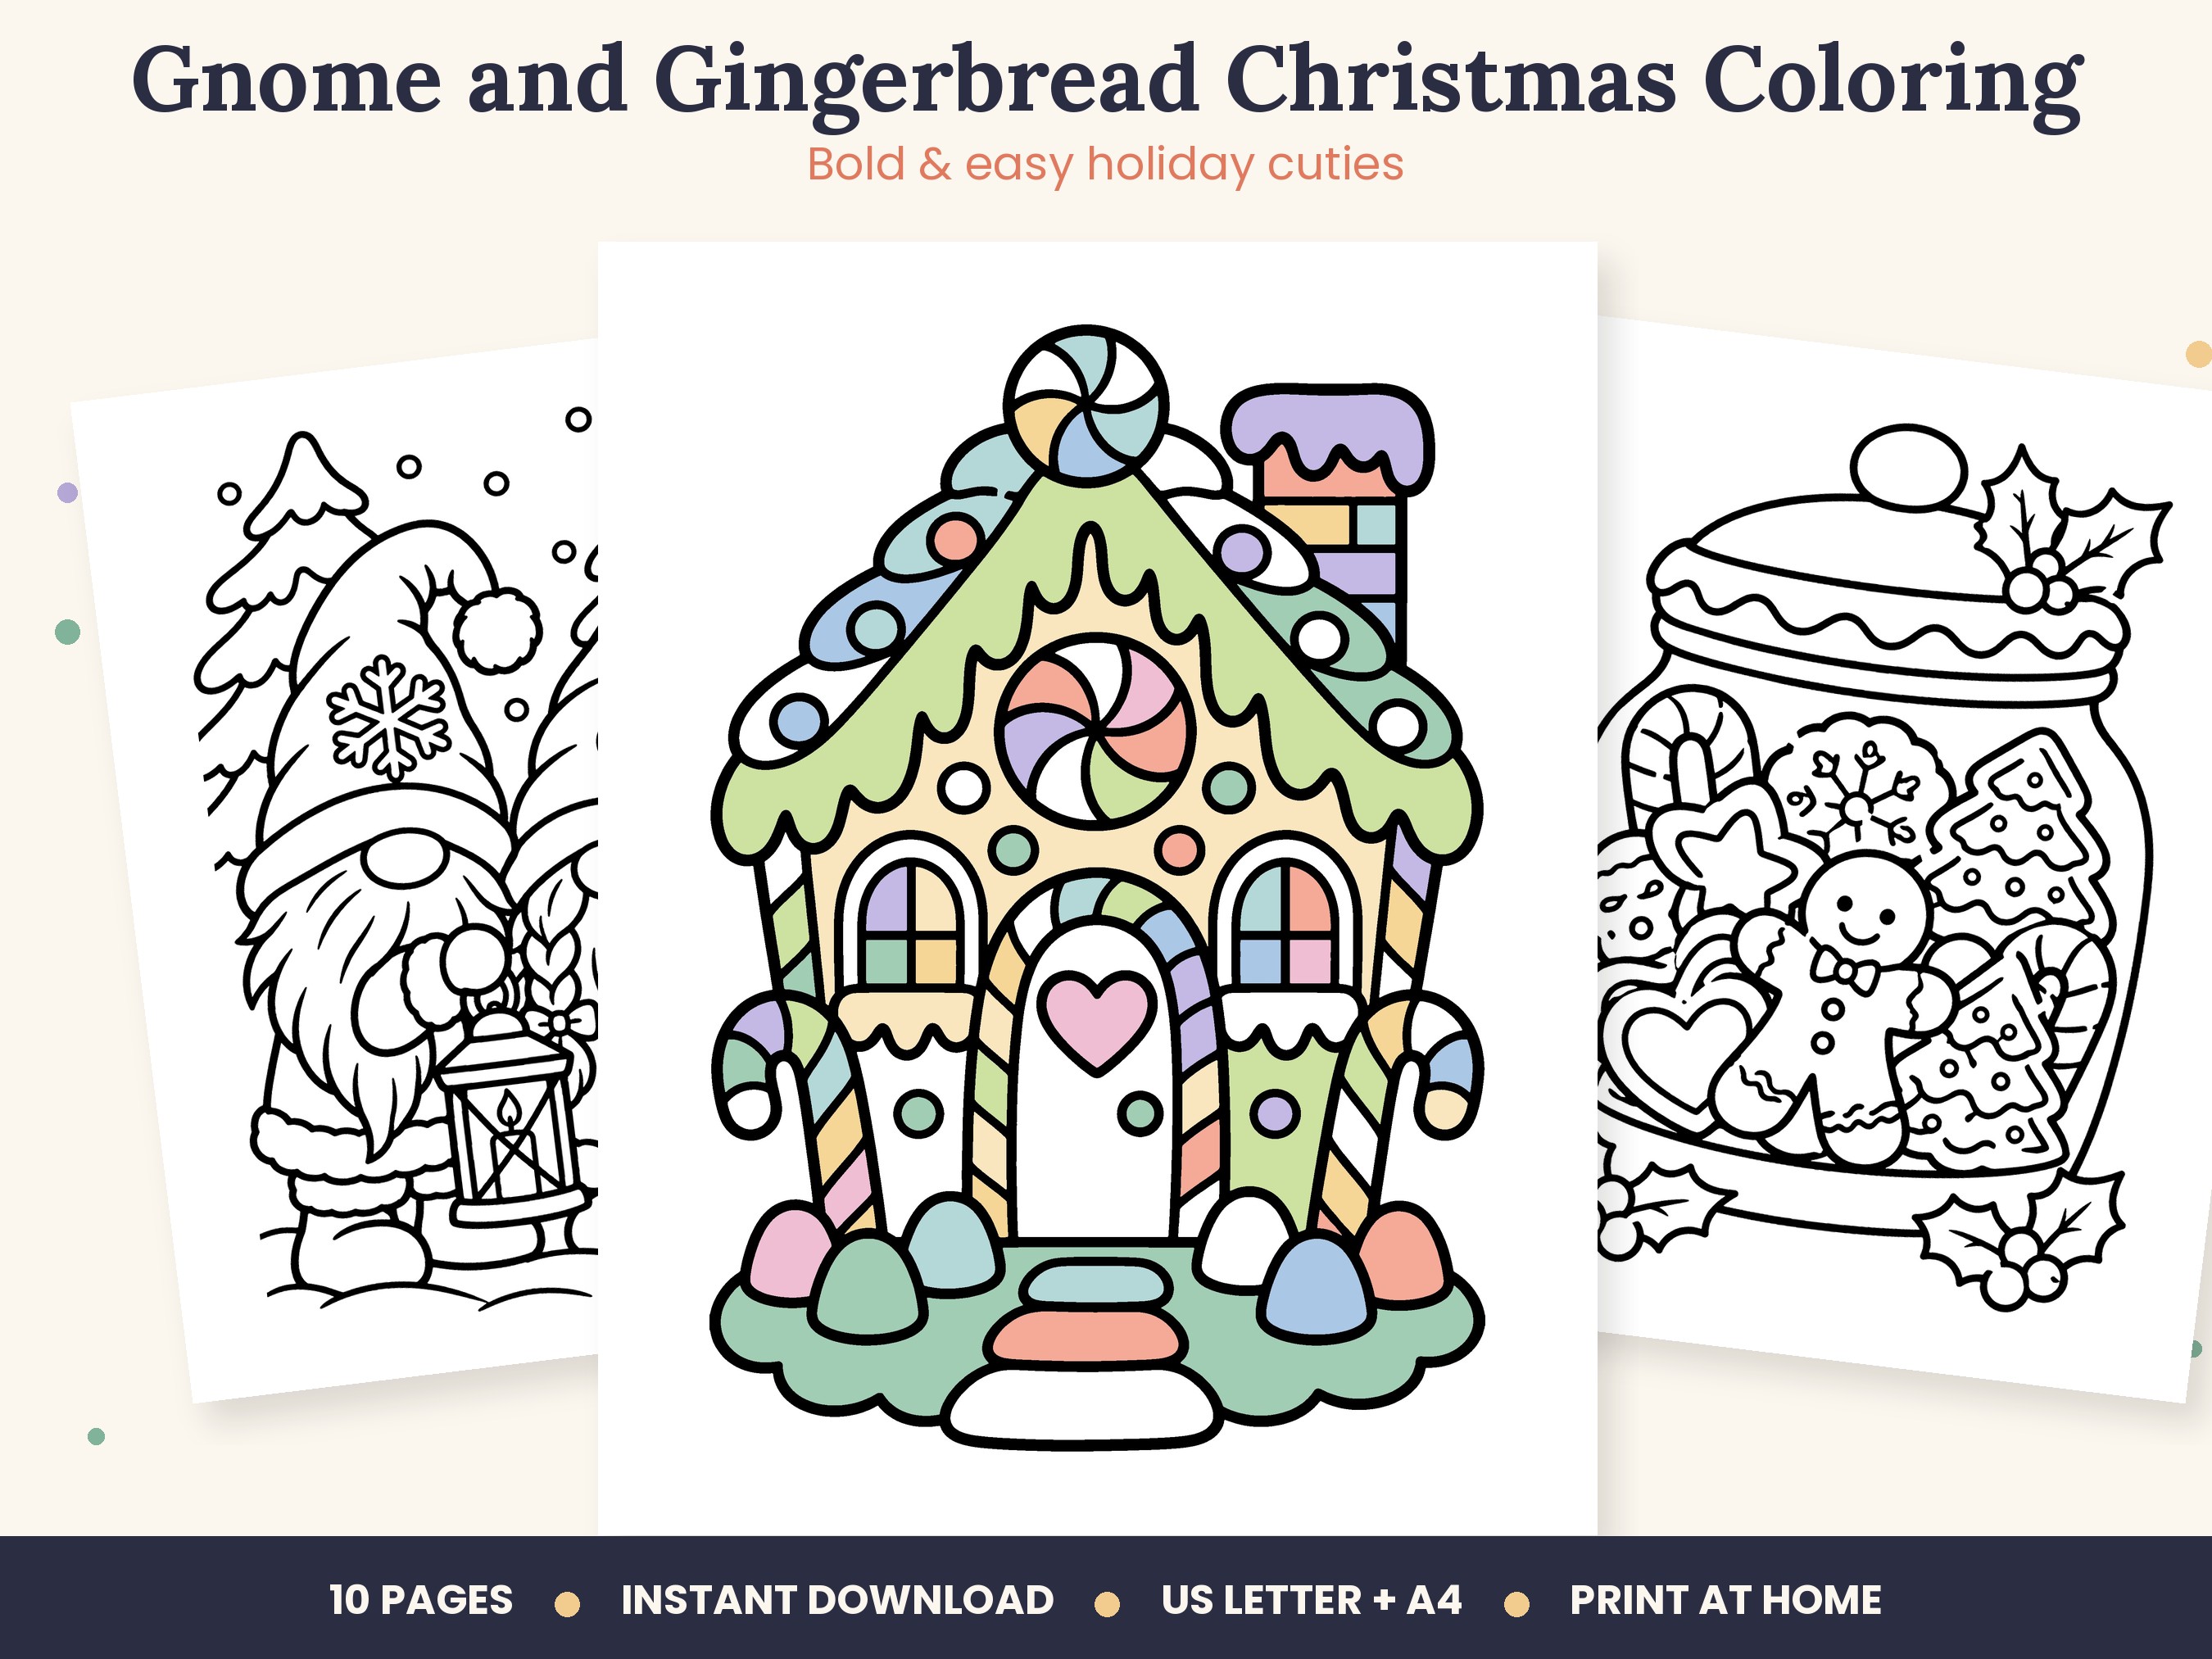 Gnome and Gingerbread Christmas Coloring
Bold & easy holiday cuties
10 PAGES ● INSTANT DOWNLOAD ● US LETTER + A4 ● PRINT AT HOME